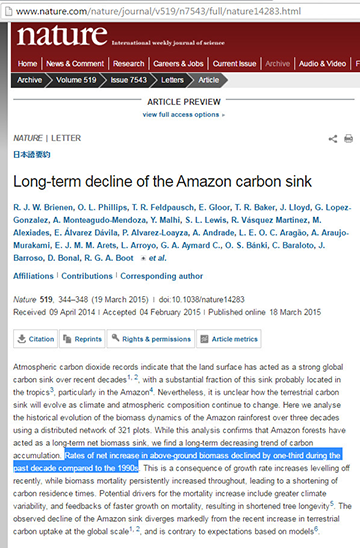 www.nature.com/nature/journal/v519/n7543/full/nature14283.html
nature International weekly journal of science
Home | News & Comment | Research | Careers & Jobs | Current Issue | Archive | Audio & Video | F
Archive Volume 519 Issue 7543 Letters Article
ARTICLE PREVIEW
view full access options ▸
NATURE | LETTER
日本語要約
Long-term decline of the Amazon carbon sink
R. J. W. Brienen, O. L. Phillips, T. R. Feldpausch, E. Gloor, T. R. Baker, J. Lloyd, G. Lopez-
Gonzalez, A. Monteagudo-Mendoza, Y. Malhi, S. L. Lewis, R. Vásquez Martinez, M.
Alexiades, E. Álvarez Dávila, P. Alvarez-Loayza, A. Andrade, L. E. O. C. Aragão, A. Araujo-
Murakami, E. J. M. M. Arets, L. Arroyo, G. A. Aymard C., O. S. Bánki, C. Baraloto, J.
Barroso, D. Bonal, R. G. A. Boot + et al.
Affiliations | Contributions | Corresponding author
Nature 519, 344–348 (19 March 2015) | doi:10.1038/nature14283
Received 09 April 2014 | Accepted 04 February 2015 | Published online 18 March 2015
Citation Reprints Rights & permissions Article metrics
Atmospheric carbon dioxide records indicate that the land surface has acted as a strong global
carbon sink over recent decades1, 2, with a substantial fraction of this sink probably located in
the tropics3, particularly in the Amazon4. Nevertheless, it is unclear how the terrestrial carbon
sink will evolve as climate and atmospheric composition continue to change. Here we analyse
the historical evolution of the biomass dynamics of the Amazon rainforest over three decades
using a distributed network of 321 plots. While this analysis confirms that Amazon forests have
acted as a long-term net biomass sink, we find a long-term decreasing trend of carbon
accumulation. Rates of net increase in above-ground biomass declined by one-third during the
past decade compared to the 1990s. This is a consequence of growth rate increases levelling off
recently, while biomass mortality persistently increased throughout, leading to a shortening of
carbon residence times. Potential drivers for the mortality increase include greater climate
variability, and feedbacks of faster growth on mortality, resulting in shortened tree longevity5. The
observed decline of the Amazon sink diverges markedly from the recent increase in terrestrial
carbon uptake at the global scale1, 2, and is contrary to expectations based on models6.